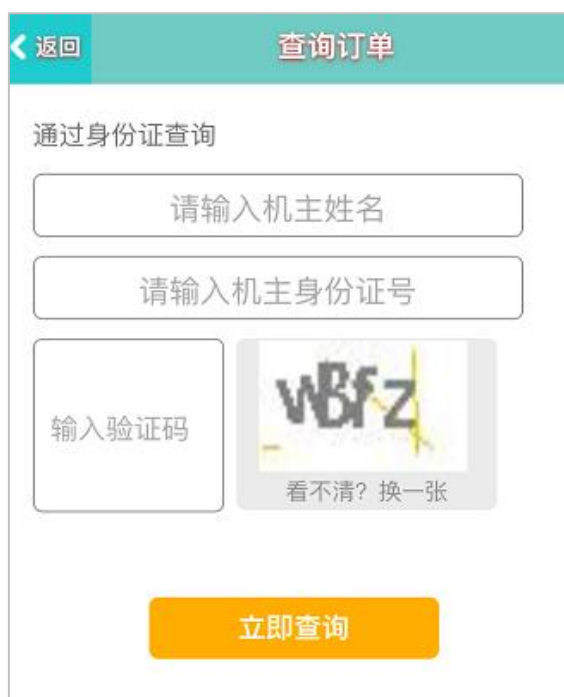 返回
查询订单
通过身份证查询
请输入机主姓名
请输入机主身份证号
输入验证码
wBfz
看不清？换一张
立即查询